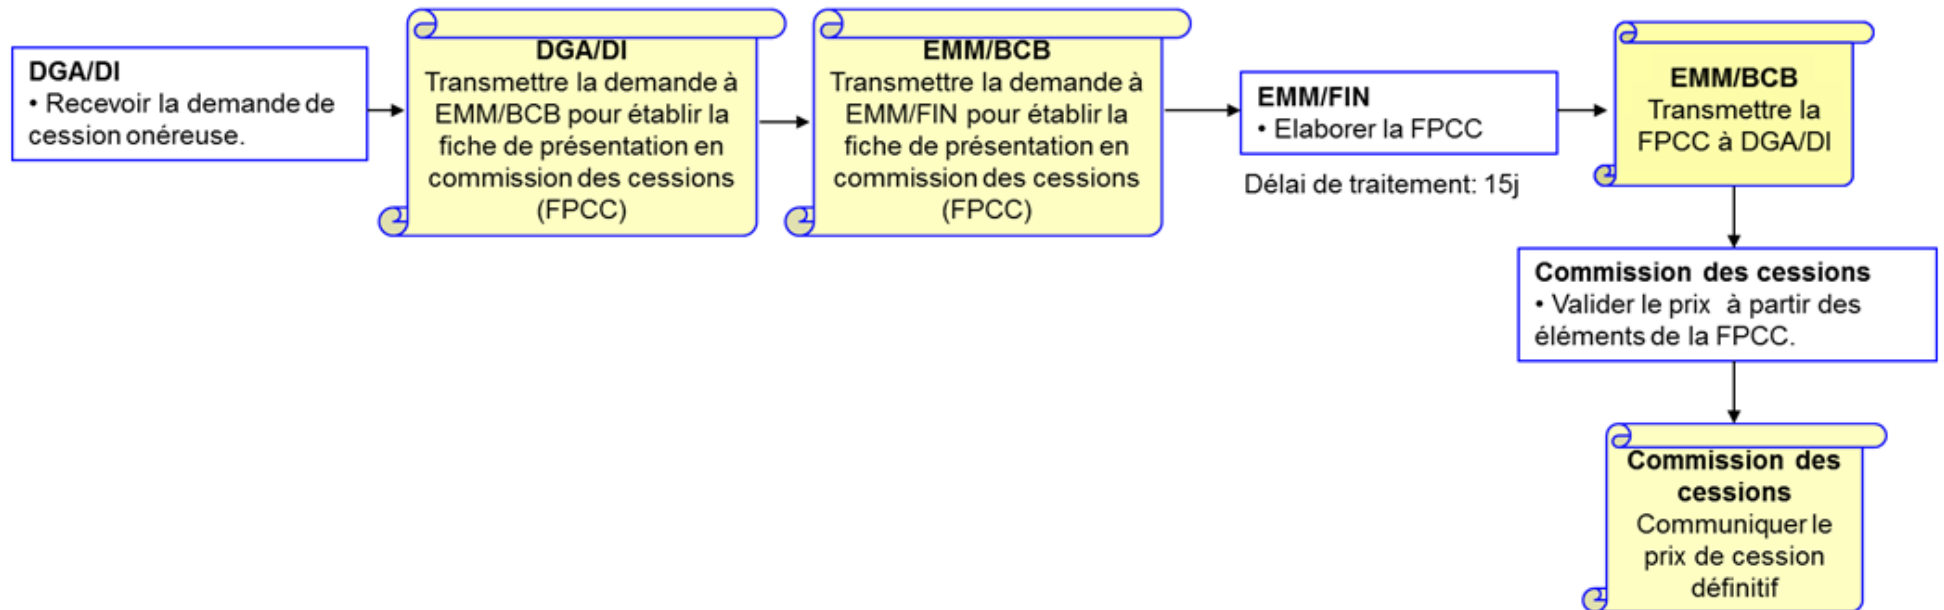 DGA/DI
• Recevoir la demande de
cession onéreuse.
DGA/DI
Transmettre la demande à
EMM/BCB pour établir la
fiche de présentation en
commission des cessions
(FPCC)
EMM/BCB
Transmettre la demande à
EMM/FIN pour établir la
fiche de présentation en
commission des cessions
(FPCC)
EMM/FIN
• Elaborer la FPCC
Délai de traitement: 15j
EMM/BCB
Transmettre la
FPCC à DGA/DI
Commission des cessions
• Valider le prix à partir des
éléments de la FPCC.
Commission des
cessions
Communiquer le
prix de cession
définitif